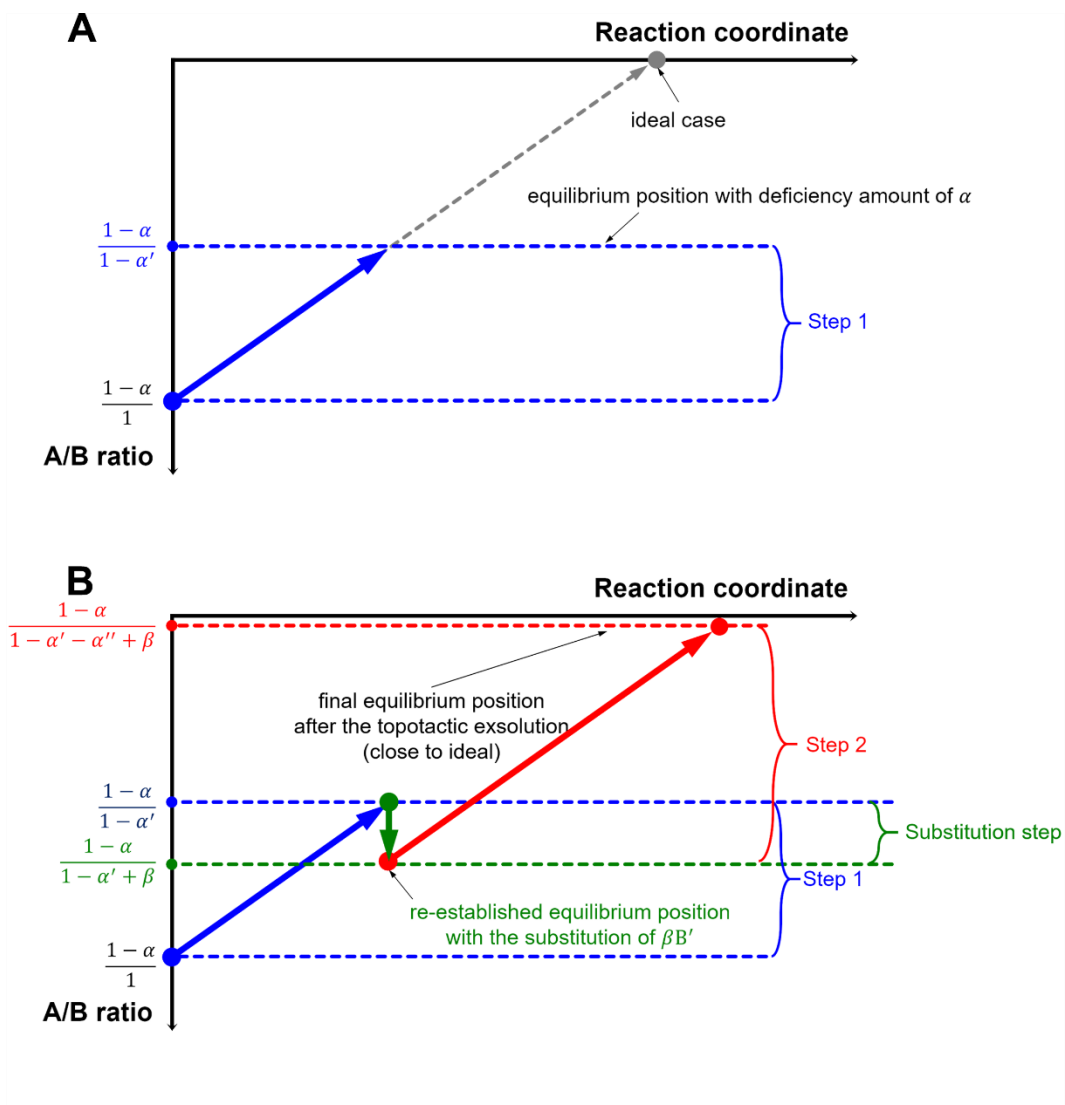 A
Reaction coordinate
ideal case
equilibrium position with deficiency amount of α
1 − α
1 − α′
Step 1
1 − α
1
A/B ratio
B
Reaction coordinate
1 − α
1 − α′ − α′′ + β
final equilibrium position
after the topotactic exsolution
(close to ideal)
Step 2
1 − α
1 − α′
Substitution step
1 − α
1 − α′ + β
Step 1
re-established equilibrium position
with the substitution of βB′
1 − α
1
A/B ratio